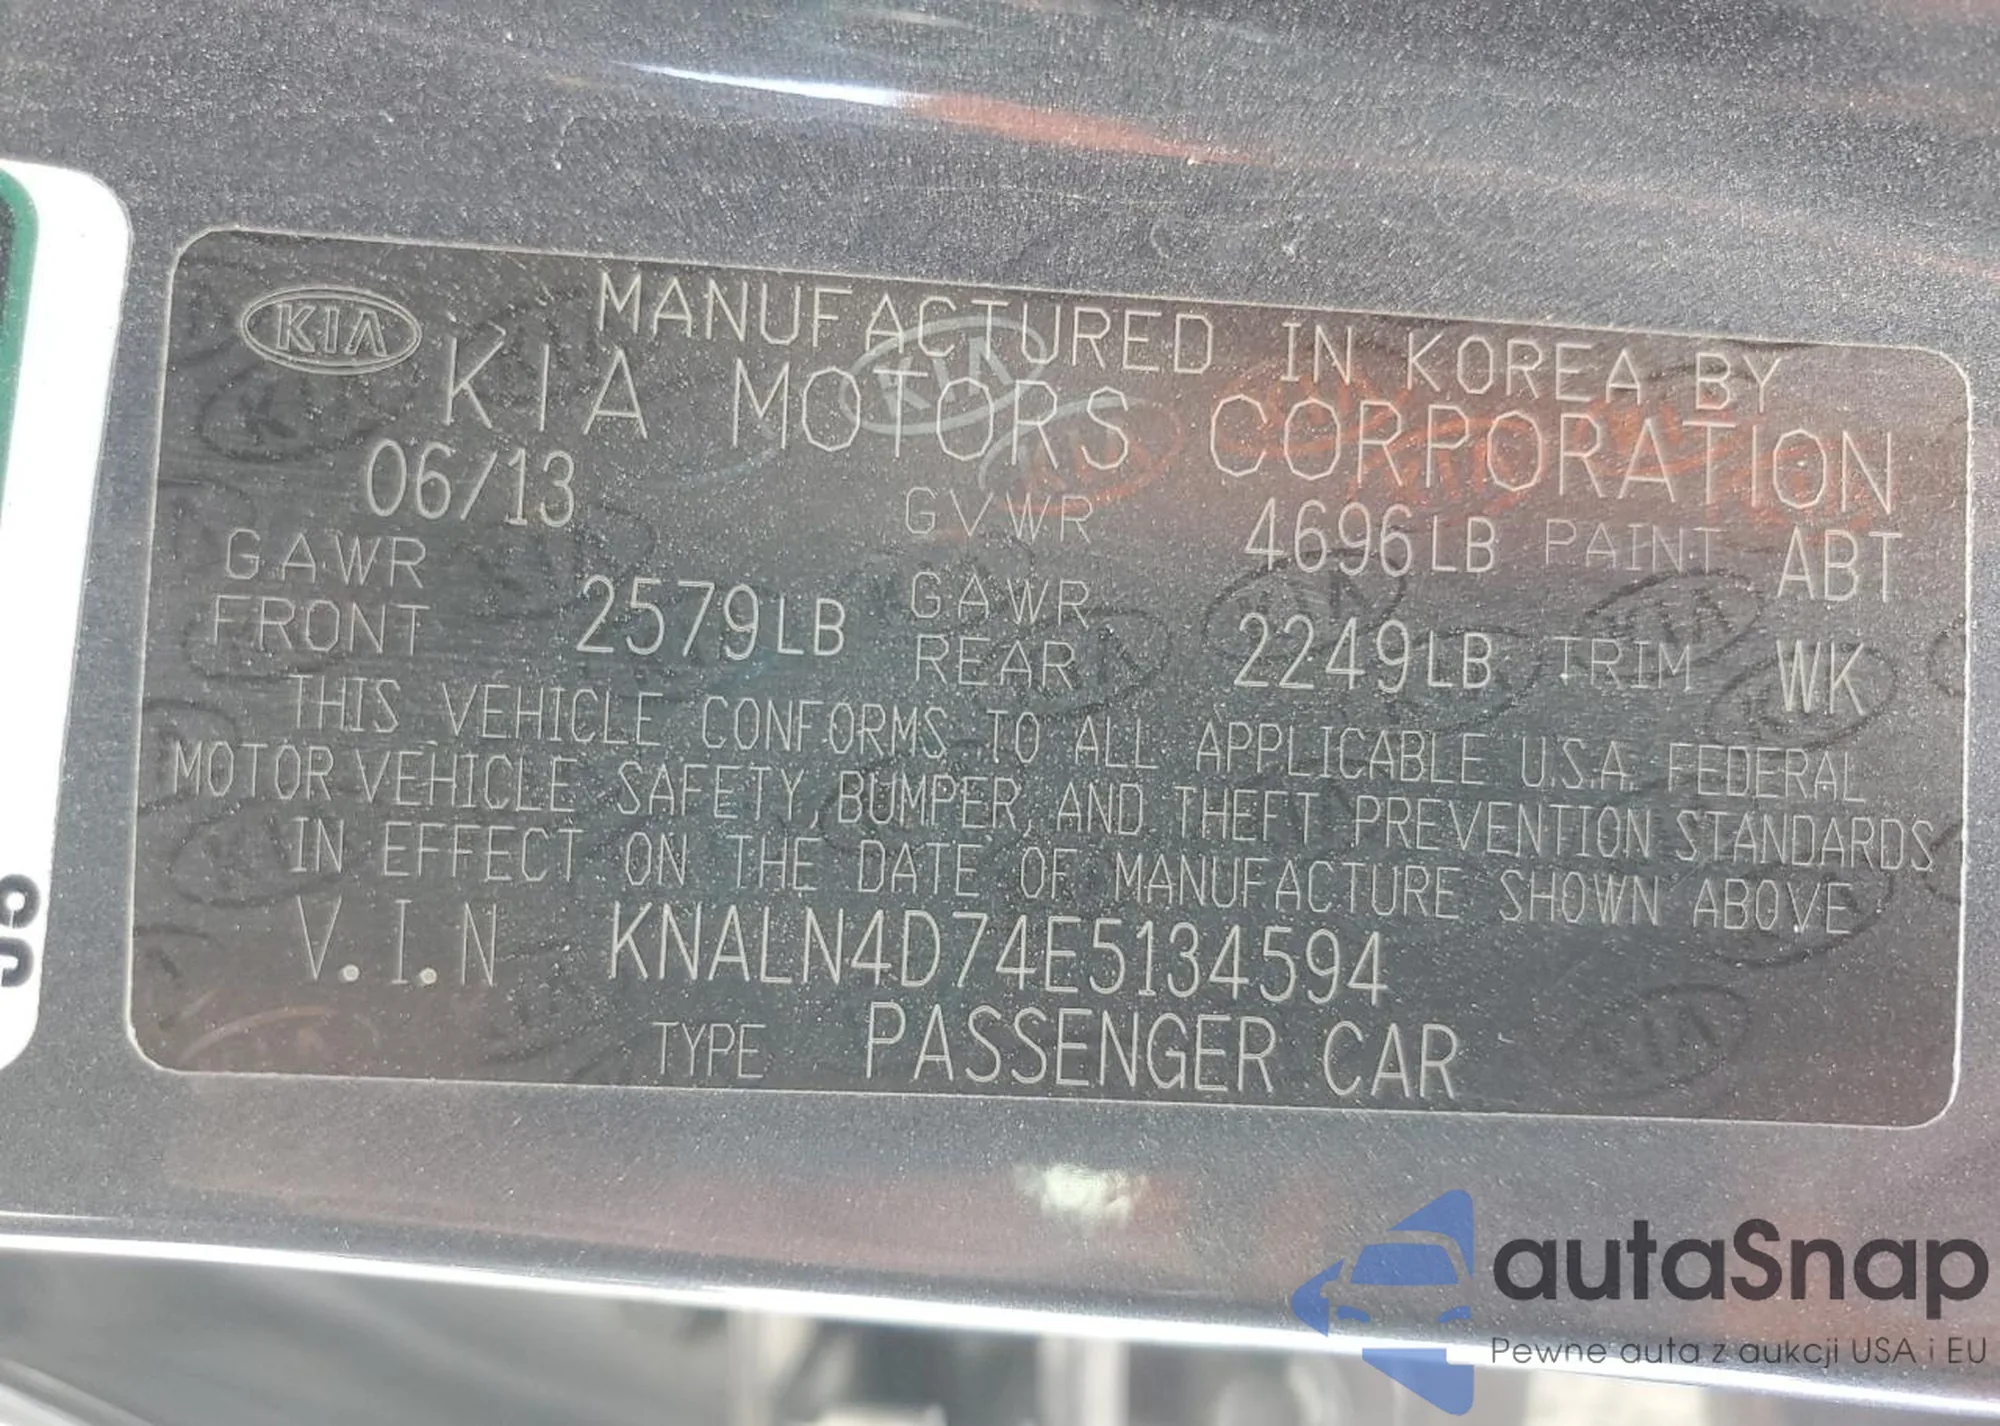 KIA
MANUFACTURED IN KOREA BY
KIA MOTORS CORPORATION
06/13 GVWR 4696LB PAINT ABT
GAWR FRONT 2579LB GAWR REAR 2249LB TRIM WK
THIS VEHICLE CONFORMS TO ALL APPLICABLE U.S.A. FEDERAL
MOTOR VEHICLE SAFETY, BUMPER, AND THEFT PREVENTION STANDARDS
IN EFFECT ON THE DATE OF MANUFACTURE SHOWN ABOVE
V.I.N KNALN4D74E5134594
TYPE PASSENGER CAR
autaSnap
Pewne auta z aukcji USA i EU